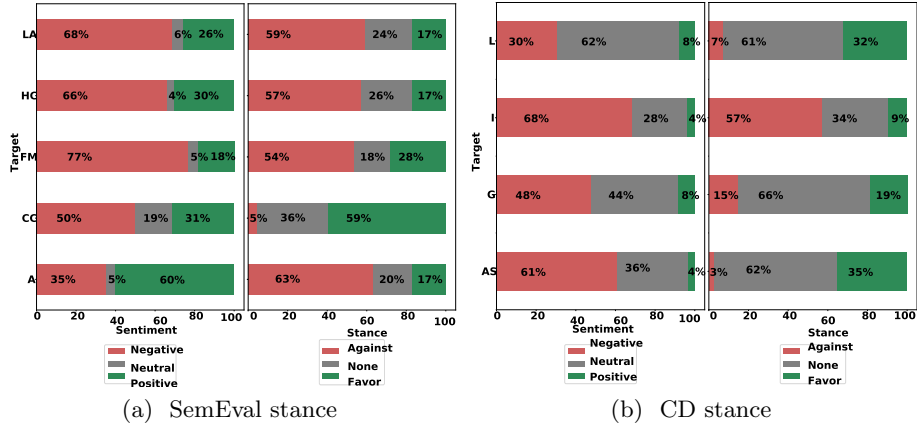 LA 68% 6% 26% 59% 24% 17%
HG 66% 4% 30% 57% 26% 17%
FM 77% 5% 18% 54% 18% 28%
CC 50% 19% 31% 5% 36% 59%
A 35% 5% 60% 63% 20% 17%
Target
0 20 40 60 80 100 0 20 40 60 80 100
Sentiment Stance
Negative Against
Neutral None
Positive Favor
(a) SemEval stance
L 30% 62% 8% 7% 61% 32%
I 68% 28% 4% 57% 34% 9%
G 48% 44% 8% 15% 66% 19%
AS 61% 36% 4% 3% 62% 35%
Target
0 20 40 60 80 100 0 20 40 60 80 100
Sentiment Stance
Negative Against
Neutral None
Positive Favor
(b) CD stance